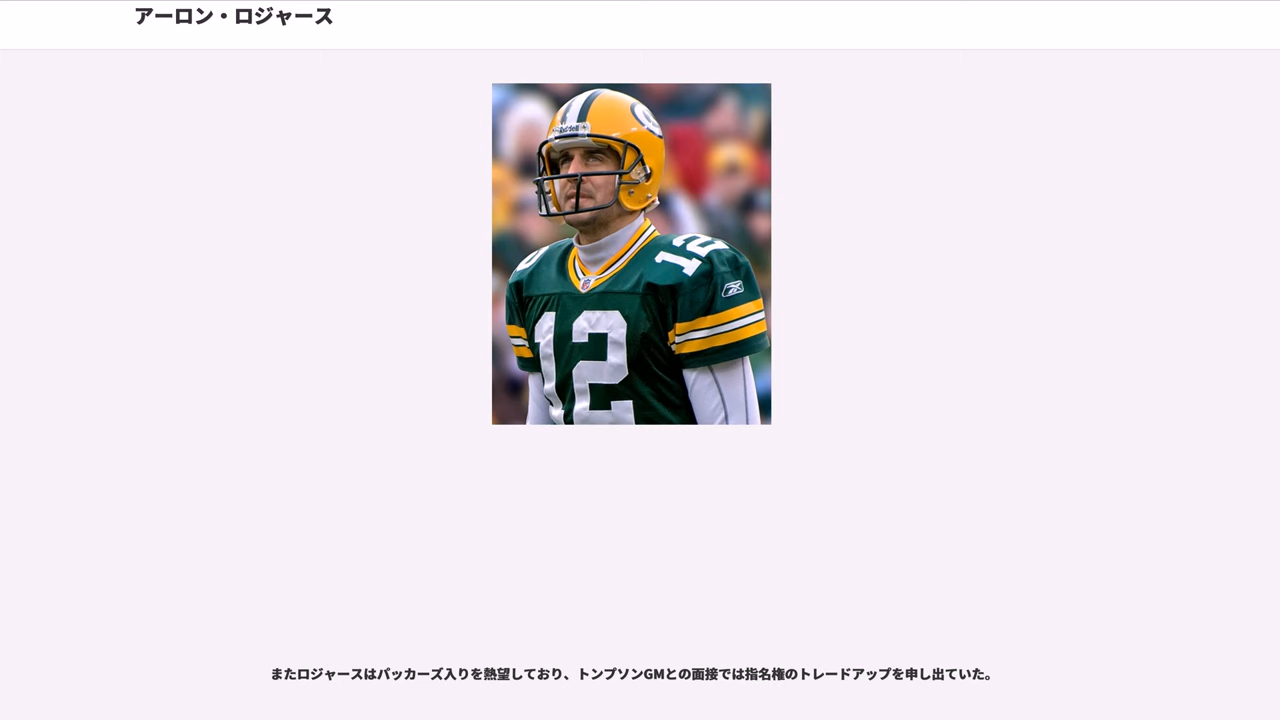 アーロン・ロジャース
Riddell
12
12
またロジャースはパッカーズ入りを熱望しており、トンプソンGMとの面接では指名権のトレードアップを申し出ていた。